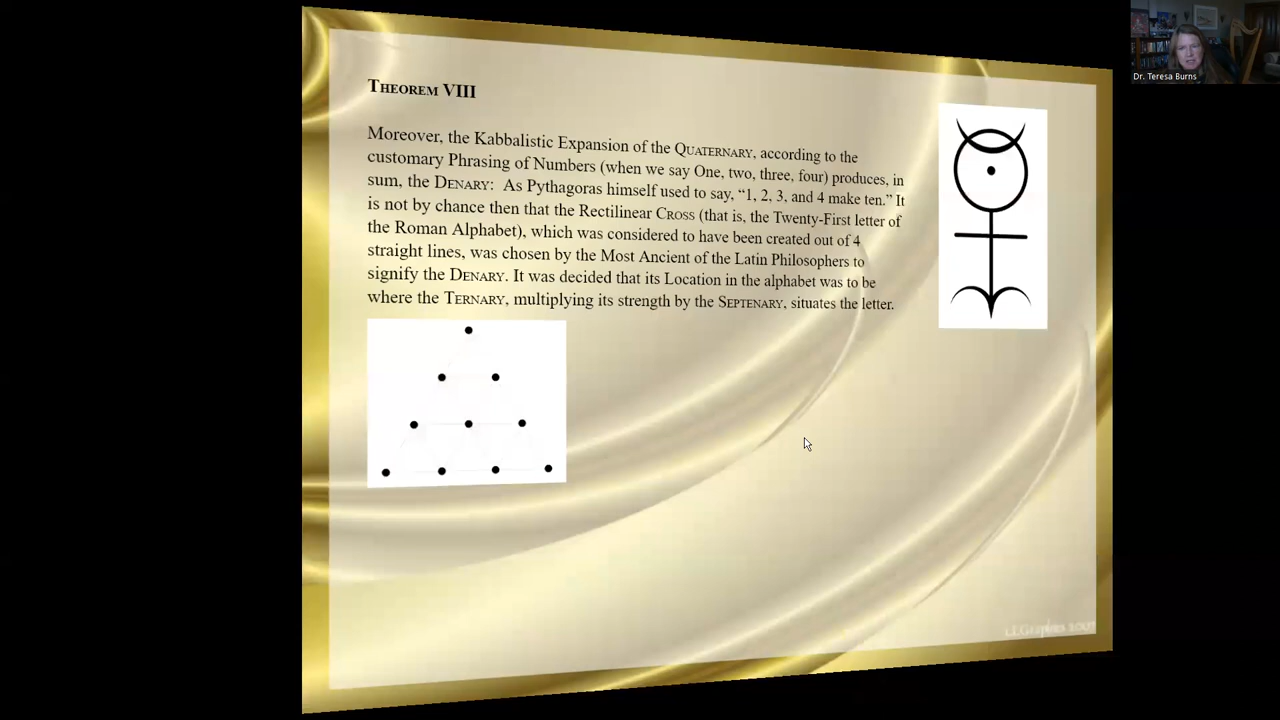 Dr. Teresa Burns
THEOREM VIII
Moreover, the Kabbalistic Expansion of the QUATERNARY, according to the
customary Phrasing of Numbers (when we say One, two, three, four) produces, in
sum, the DENARY: As Pythagoras himself used to say, “1, 2, 3, and 4 make ten.” It
is not by chance then that the Rectilinear CROSS (that is, the Twenty-First letter of
the Roman Alphabet), which was considered to have been created out of 4
straight lines, was chosen by the Most Ancient of the Latin Philosophers to
signify the DENARY. It was decided that its Location in the alphabet was to be
where the TERNARY, multiplying its strength by the SEPTENARY, situates the letter.